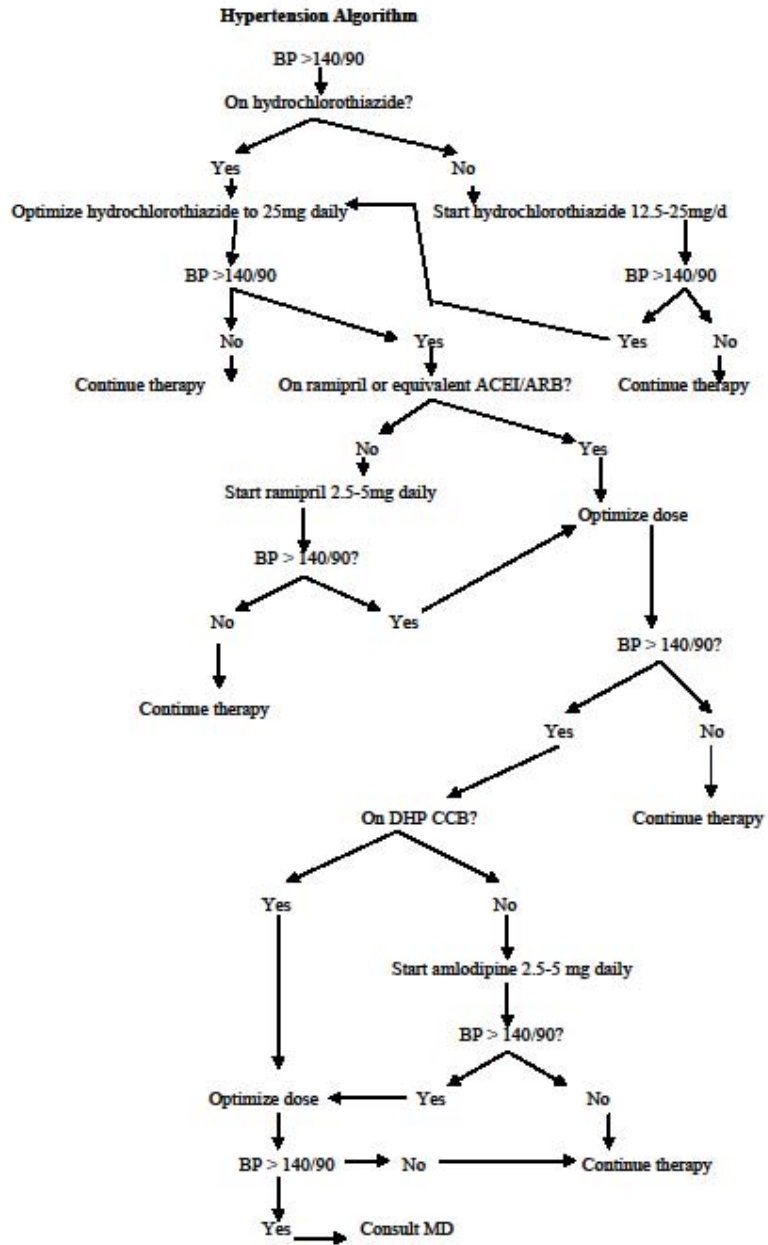 Hypertension Algorithm
BP >140/90
On hydrochlorothiazide?
Yes
No
Optimize hydrochlorothiazide to 25mg daily
Start hydrochlorothiazide 12.5-25mg/d
BP >140/90
BP >140/90
No
Yes
Yes
No
Continue therapy
On ramipril or equivalent ACEI/ARB?
Continue therapy
No
Yes
Start ramipril 2.5-5mg daily
Optimize dose
BP > 140/90?
No
Yes
BP > 140/90?
Continue therapy
Yes
No
On DHP CCB?
Continue therapy
Yes
No
Start amlodipine 2.5-5 mg daily
BP > 140/90?
Optimize dose
Yes
No
BP > 140/90
No
Continue therapy
Yes
Consult MD